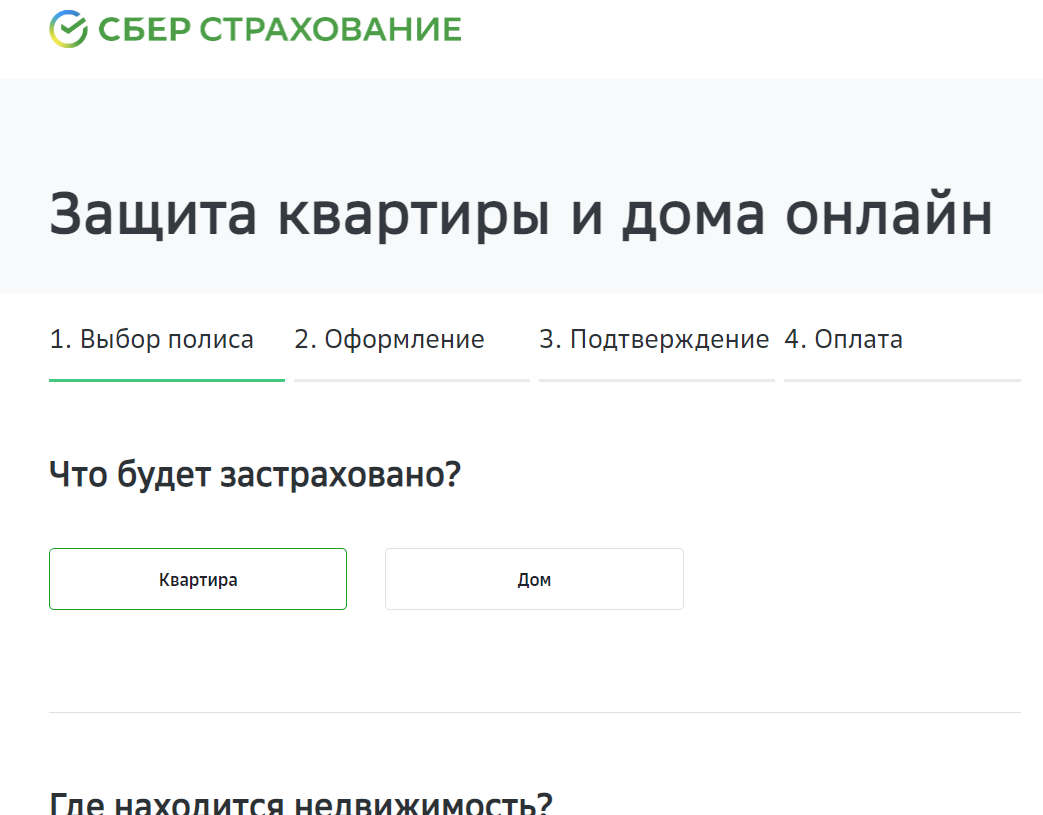 СБЕР СТРАХОВАНИЕ
Защита квартиры и дома онлайн
1. Выбор полиса 2. Оформление 3. Подтверждение 4. Оплата
Что будет застраховано?
Квартира Дом
Где находится недвижимость?